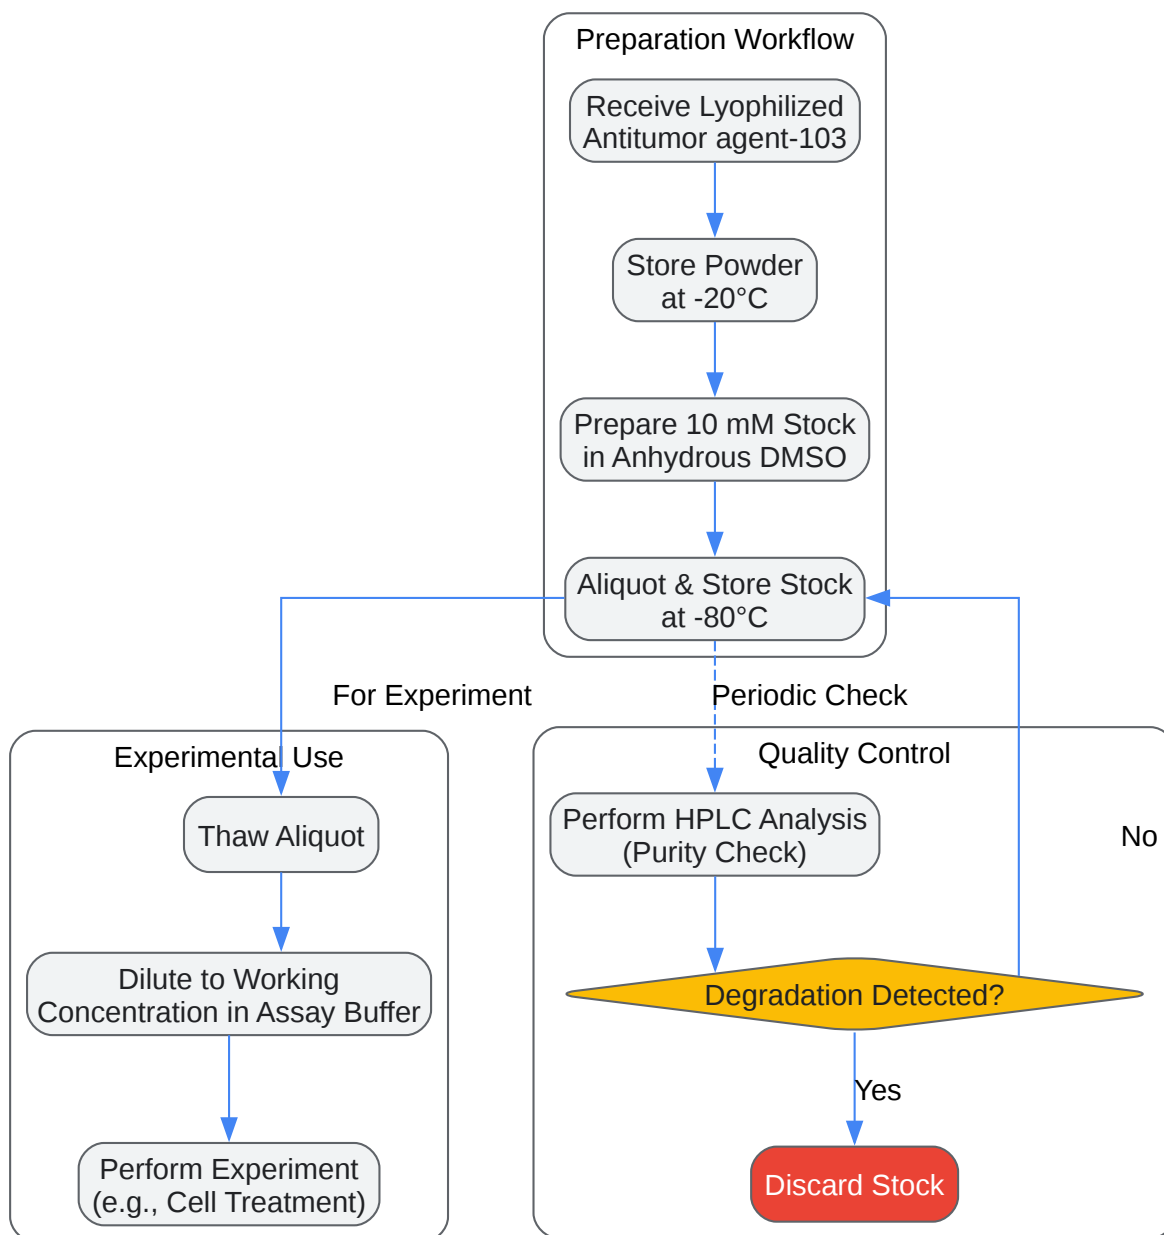 Preparation Workflow
Receive Lyophilized
Antitumor agent-103
Store Powder
at -20°C
Prepare 10 mM Stock
in Anhydrous DMSO
Aliquot & Store Stock
at -80°C
For Experiment
Periodic Check
Experimental Use
Thaw Aliquot
Dilute to Working
Concentration in Assay Buffer
Perform Experiment
(e.g., Cell Treatment)
Quality Control
Perform HPLC Analysis
(Purity Check)
No
Degradation Detected?
Yes
Discard Stock